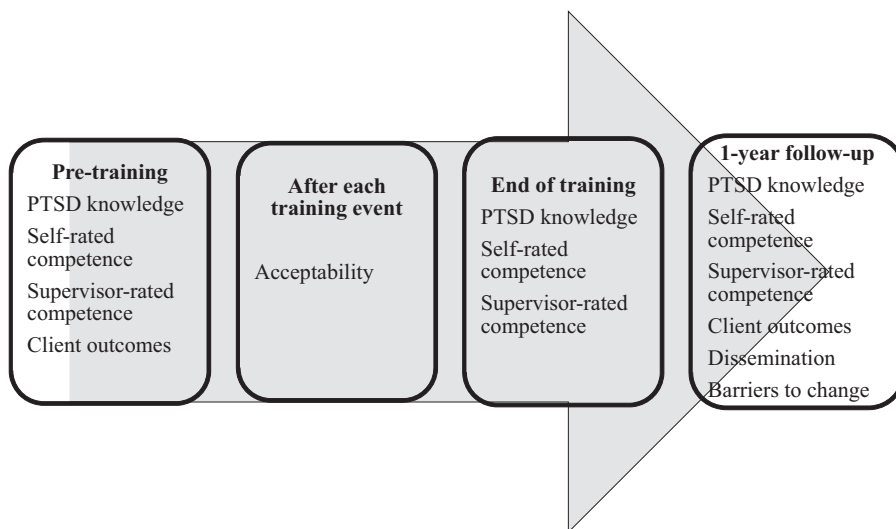 Pre-training
PTSD knowledge
Self-rated
competence
Supervisor-rated
competence
Client outcomes
After each
training event
Acceptability
End of training
PTSD knowledge
Self-rated
competence
Supervisor-rated
competence
1-year follow-up
PTSD knowledge
Self-rated
competence
Supervisor-rated
competence
Client outcomes
Dissemination
Barriers to change